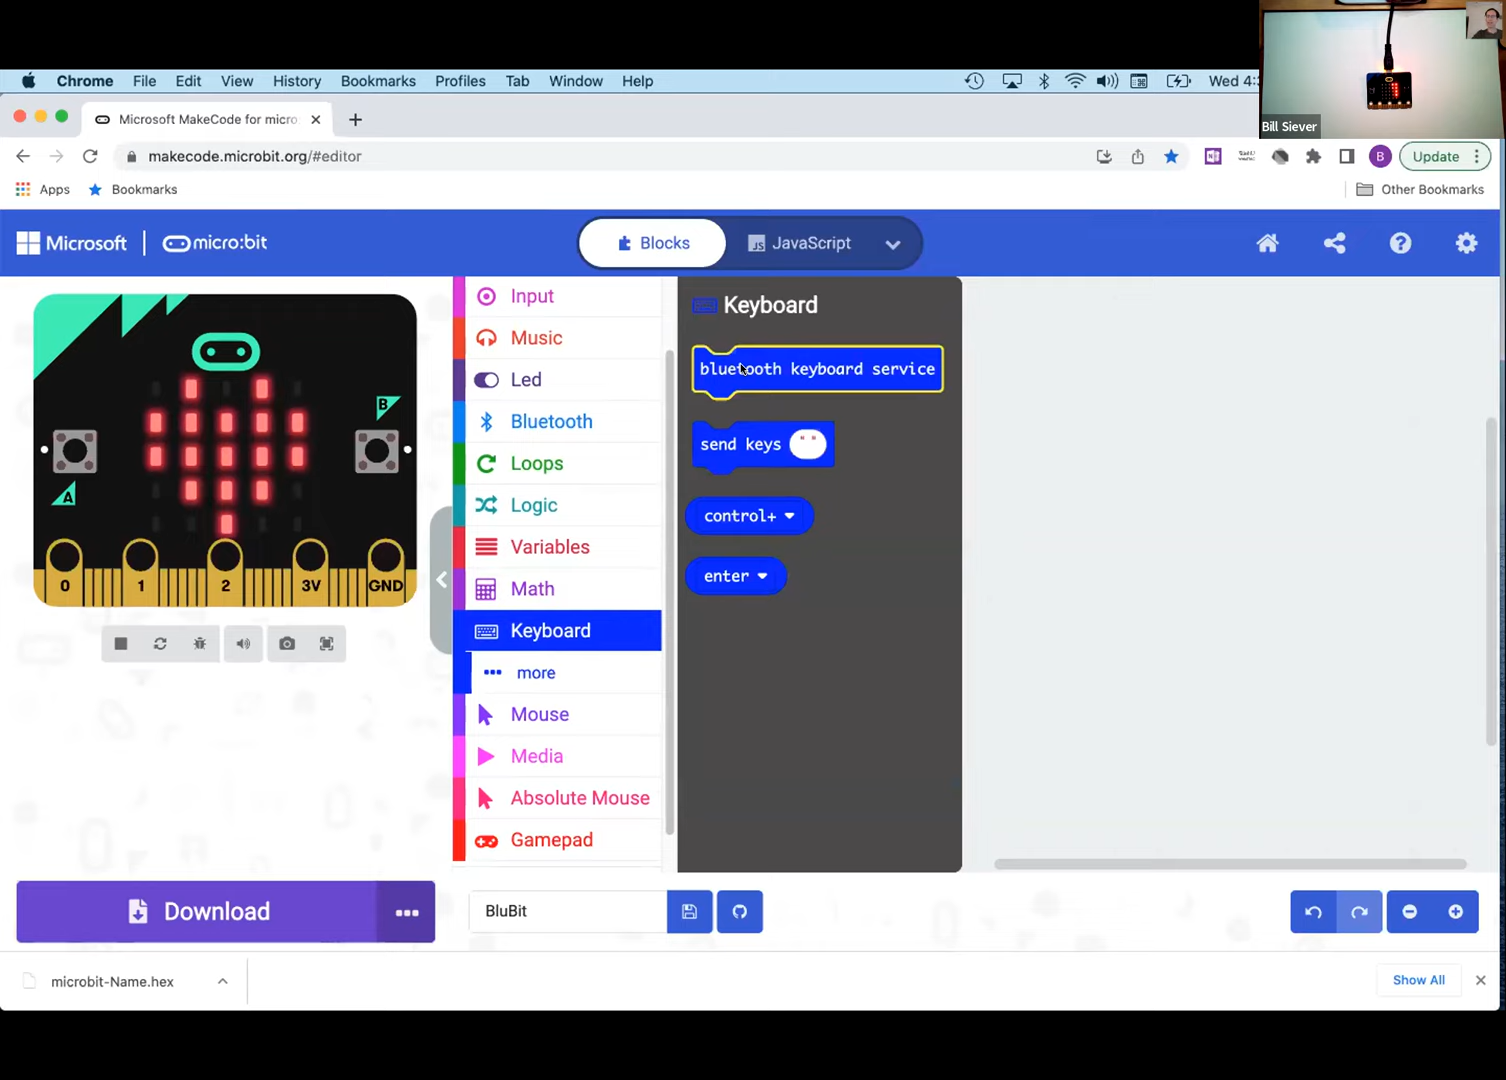 Chrome File Edit View History Bookmarks Profiles Tab Window Help Wed 4:
Bill Siever
Microsoft MakeCode for micro
makecode.microbit.org/#editor
B
Update
Apps Bookmarks
Other Bookmarks
Microsoft micro:bit
Blocks
JS JavaScript
B
A
0 1 2 3V GND
Input
Music
Led
Bluetooth
Loops
Logic
Variables
Math
Keyboard
more
Mouse
Media
Absolute Mouse
Gamepad
Keyboard
bluetooth keyboard service
send keys " "
control+
enter
Download
BluBit
microbit-Name.hex
Show All